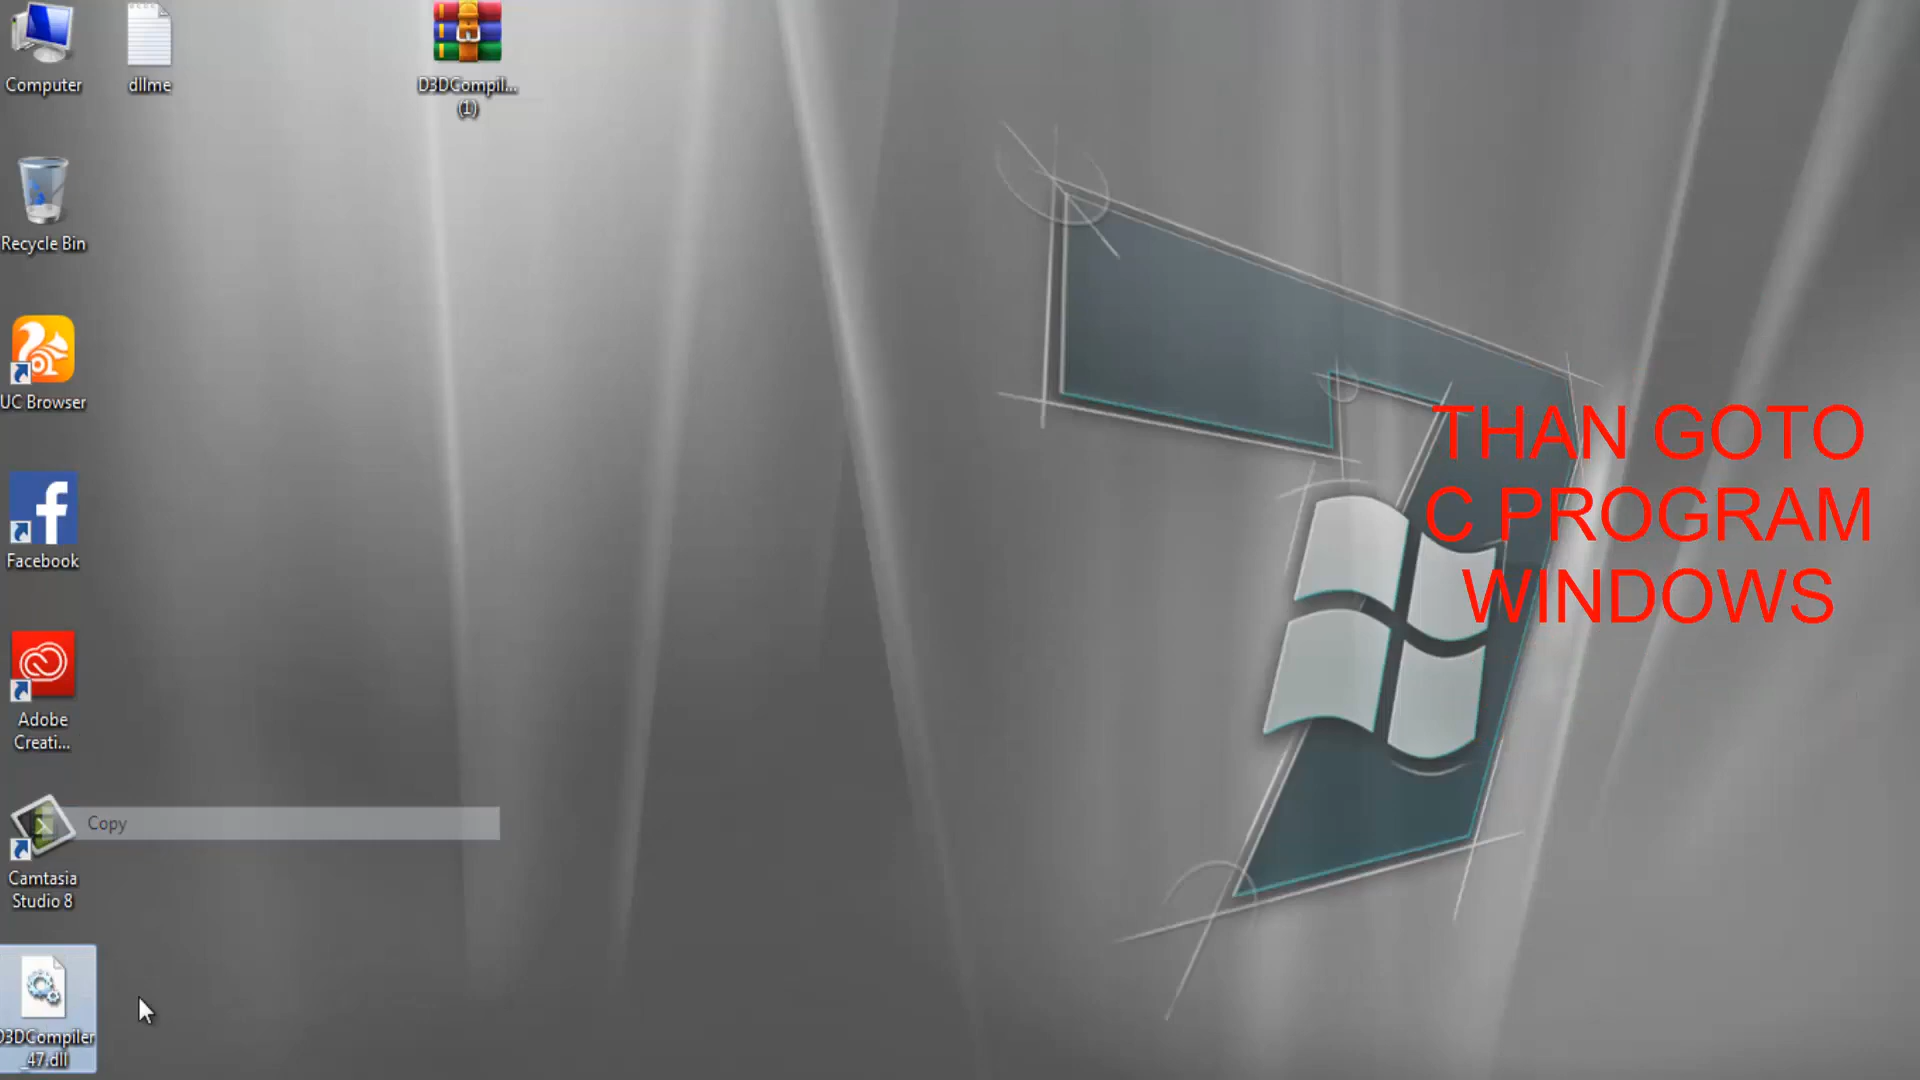 Computer
dllme
D3DCompil...
(1)
Recycle Bin
UC Browser
Facebook
Adobe
Creati...
Copy
Camtasia
Studio 8
D3DCompiler
_47.dll
THAN GOTO
C PROGRAM
WINDOWS